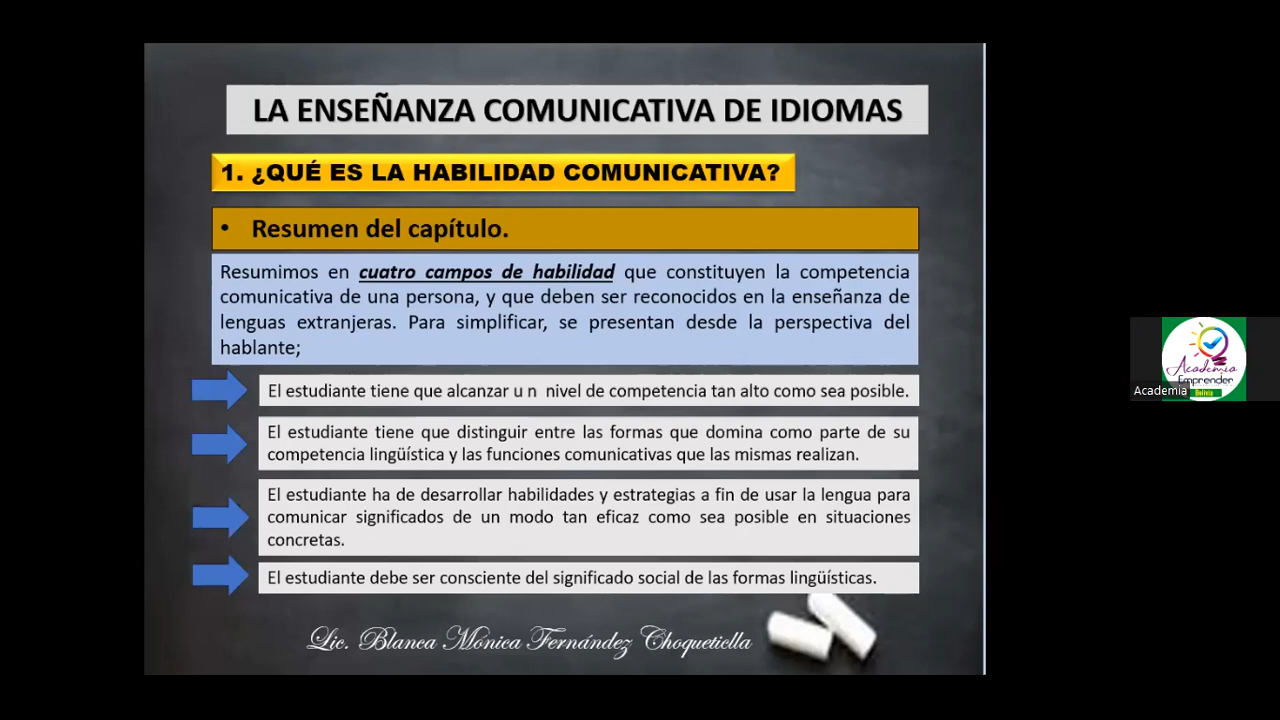 LA ENSEÑANZA COMUNICATIVA DE IDIOMAS
1. ¿QUÉ ES LA HABILIDAD COMUNICATIVA?
• Resumen del capítulo.
Resumimos en cuatro campos de habilidad que constituyen la competencia
comunicativa de una persona, y que deben ser reconocidos en la enseñanza de
lenguas extranjeras. Para simplificar, se presentan desde la perspectiva del
hablante;
El estudiante tiene que alcanzar u n nivel de competencia tan alto como sea posible.
El estudiante tiene que distinguir entre las formas que domina como parte de su
competencia lingüística y las funciones comunicativas que las mismas realizan.
El estudiante ha de desarrollar habilidades y estrategias a fin de usar la lengua para
comunicar significados de un modo tan eficaz como sea posible en situaciones
concretas.
El estudiante debe ser consciente del significado social de las formas lingüísticas.
Lic. Blanca Mónica Fernández Choqueticlla
Academia
Emprender
Bolivia
Academia